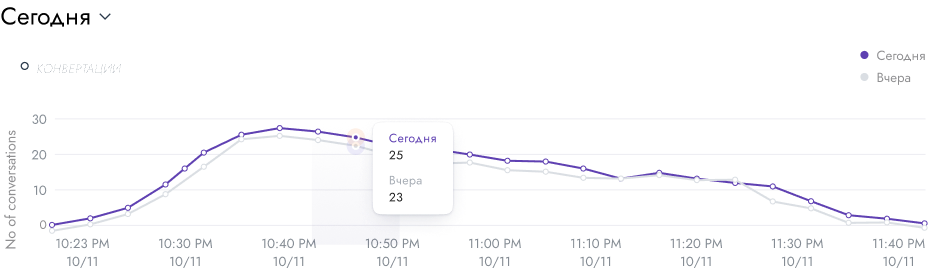 Сегодня
Сегодня
КОНВЕРТАЦИИ
Вчера
No of conversations
30
20
10
0
Сегодня
25
Вчера
23
10:23 PM 10:30 PM 10:40 PM 10:50 PM 11:00 PM 11:10 PM 11:20 PM 11:30 PM 11:40 PM
10/11 10/11 10/11 10/11 10/11 10/11 10/11 10/11 10/11